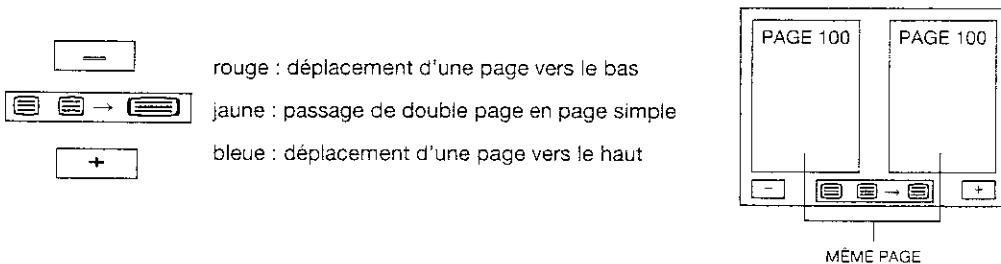 −
rouge : déplacement d'une page vers le bas
→
jaune : passage de double page en page simple
+
bleue : déplacement d'une page vers le haut
PAGE 100 PAGE 100
− → +
MÊME PAGE